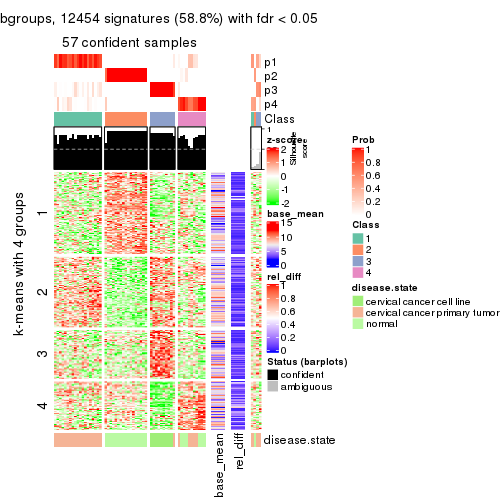 bgroups, 12454 signatures (58.8%) with fdr < 0.05
57 confident samples
p1
p2
p3
p4
Class
1
Silhouette score
k-means with 4 groups
1
2
3
4
base_mean
rel_diff
disease.state
z-score
2
1
0
-1
-2
base_mean
15
10
5
0
rel_diff
1
0.8
0.6
0.4
0.2
0
Status (barplots)
confident
ambiguous
Prob
1
0.8
0.6
0.4
0.2
0
Class
1
2
3
4
disease.state
cervical cancer cell line
cervical cancer primary tumor
normal